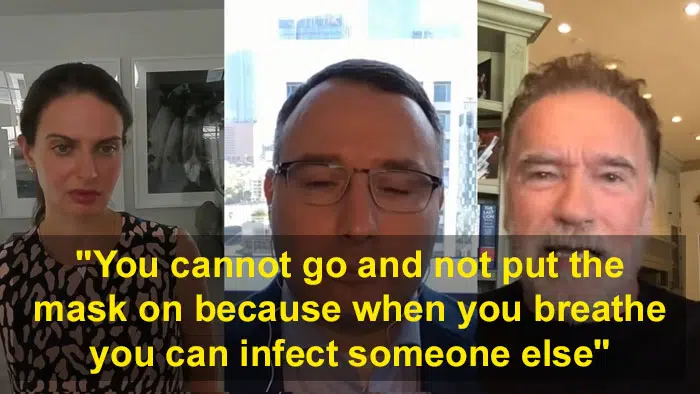 "You cannot go and not put the
mask on because when you breathe
you can infect someone else"